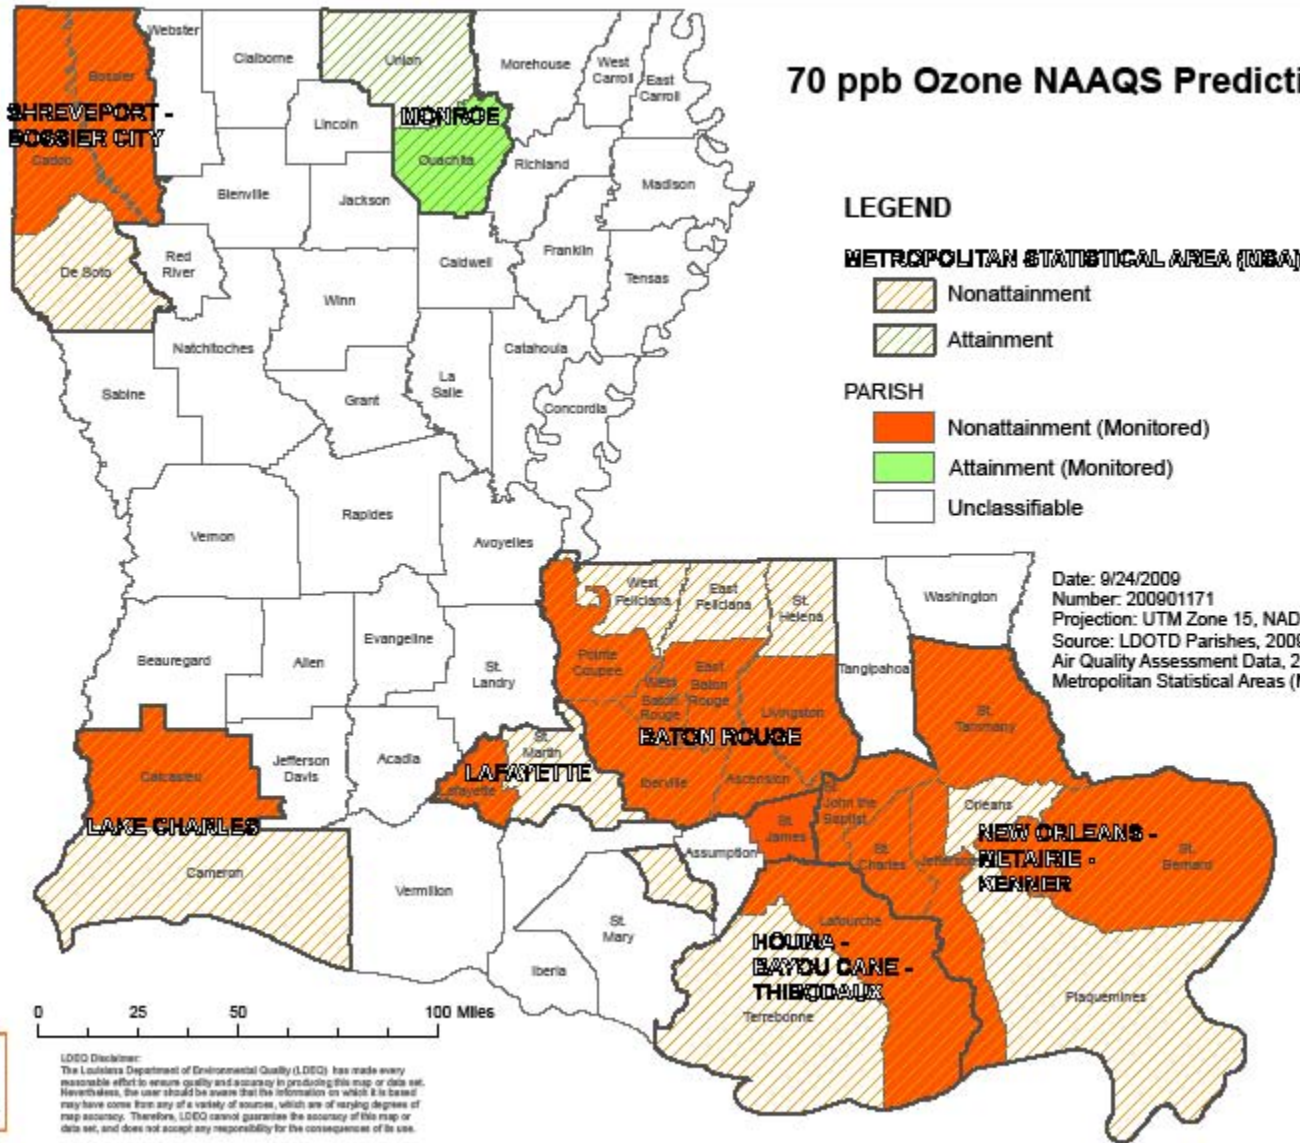 70 ppb Ozone NAAQS Predicti
LEGEND
METROPOLITAN STATISTICAL AREA (MSA)
Nonattainment
Attainment
PARISH
Nonattainment (Monitored)
Attainment (Monitored)
Unclassifiable
Date: 9/24/2009
Number: 200901171
Projection: UTM Zone 15, NAD
Source: LDOTD Parishes, 2009
Air Quality Assessment Data, 2
Metropolitan Statistical Areas (M
Webster
Claiborne
Union
Morehouse
West
Carroll
East
Carroll
Bossier
SHREVEPORT -
BOSSIER CITY
Caddo
Lincoln
MONROE
Ouachita
Richland
Madison
Bienville
Jackson
De Soto
Red
River
Caldwell
Franklin
Tensas
Winn
Natchitoches
Sabine
Grant
La
Salle
Catahoula
Concordia
Vernon
Rapides
Avoyelles
West
Feliciana
East
Feliciana
St.
Helena
Washington
Beauregard
Allen
Evangeline
St.
Landry
Pointe
Coupee
West
Baton
Rouge
East
Baton
Rouge
Livingston
Tangipahoa
St.
Tammany
BATON ROUGE
Calcasieu
Jefferson
Davis
Acadia
St.
Martin
LAFAYETTE
Lafayette
Iberville
Ascension
LAKE CHARLES
Cameron
Vermilion
St.
James
St.
John the
Baptist
St.
Charles
Jefferson
Orleans
NEW ORLEANS -
METAIRIE -
KENNER
St.
Bernard
Assumption
St.
Mary
Iberia
Lafourche
HOUMA -
BAYOU CANE -
THIBODAUX
Terrebonne
Plaquemines
0 25 50 100 Miles
LDEQ Disclaimer:
The Louisiana Department of Environmental Quality (LDEQ) has made every
reasonable effort to ensure quality and accuracy in producing this map or data set.
Nevertheless, the user should be aware that the information on which it is based
may have come from any of a variety of sources, which are of varying degrees of
map accuracy. Therefore, LDEQ cannot guarantee the accuracy of this map or
data set, and does not accept any responsibility for the consequences of its use.